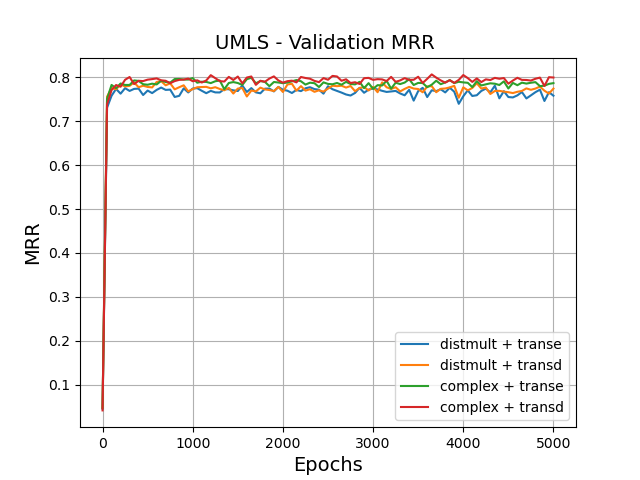 UMLS - Validation MRR
MRR
0.8
0.7
0.6
0.5
0.4
0.3
0.2
0.1
distmult + transe
distmult + transd
complex + transe
complex + transd
0 1000 2000 3000 4000 5000
Epochs